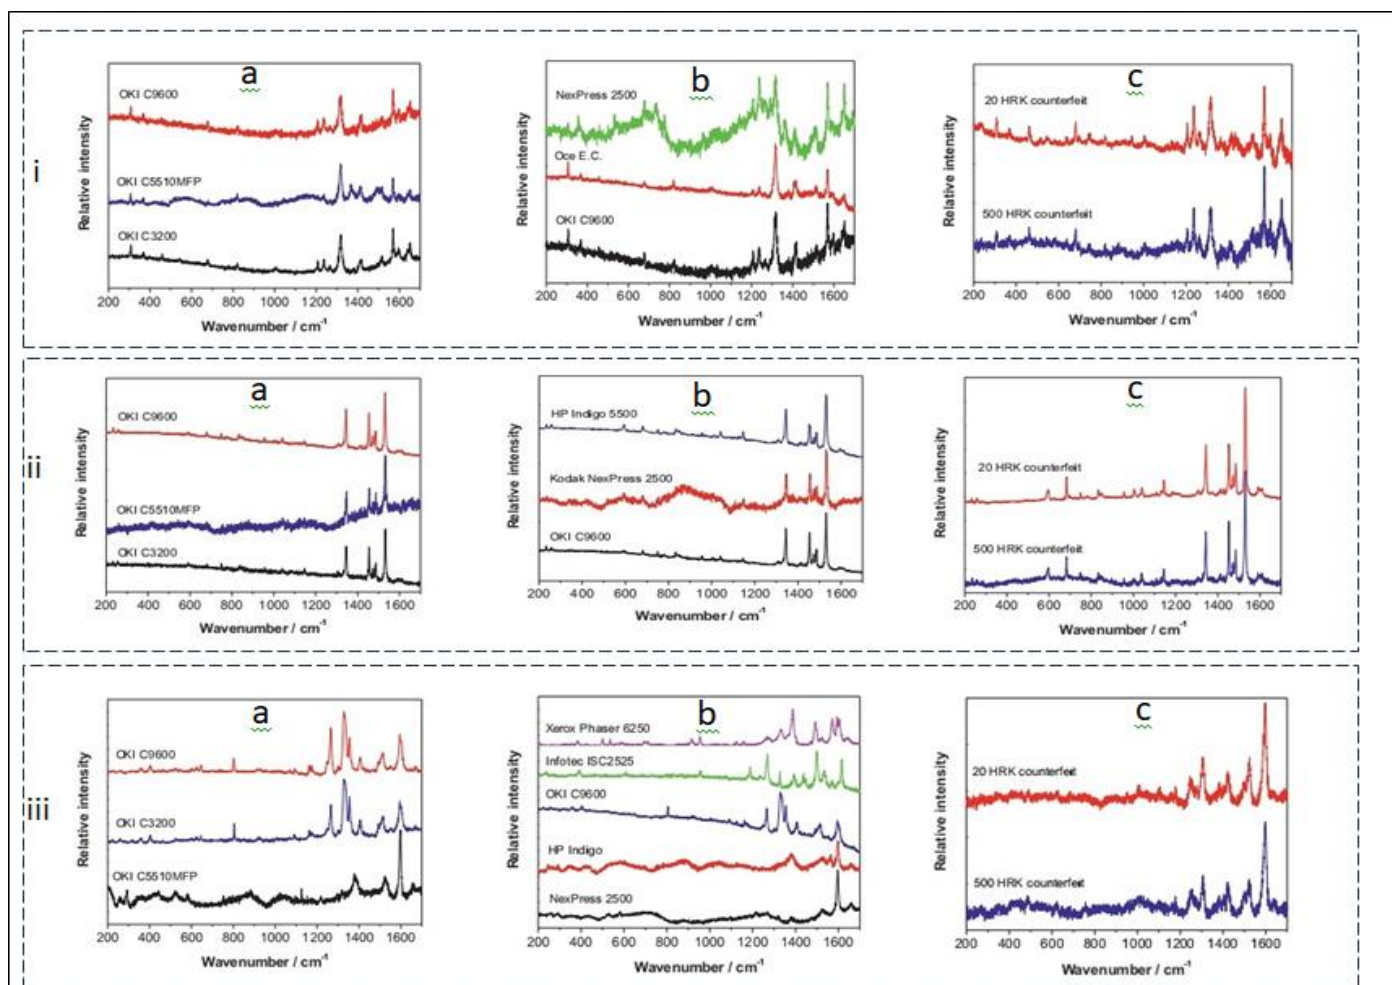 i
a
OKI C9600
OKI C5510MFP
OKI C3200
Relative intensity
200 400 600 800 1000 1200 1400 1600
Wavenumber / cm⁻¹
b
NexPress 2500
Oce E.C.
OKI C9600
Relative intensity
200 400 600 800 1000 1200 1400 1600
Wavenumber / cm⁻¹
c
20 HRK counterfeit
500 HRK counterfeit
Relative intensity
200 400 600 800 1000 1200 1400 1600
Wavenumber / cm⁻¹
ii
a
OKI C9600
OKI C5510MFP
OKI C3200
Relative intensity
200 400 600 800 1000 1200 1400 1600
Wavenumber / cm⁻¹
b
HP Indigo 5500
Kodak NexPress 2500
OKI C9600
Relative intensity
200 400 600 800 1000 1200 1400 1600
Wavenumber / cm⁻¹
c
20 HRK counterfeit
500 HRK counterfeit
Relative intensity
200 400 600 800 1000 1200 1400 1600
Wavenumber / cm⁻¹
iii
a
OKI C9600
OKI C3200
OKI C5510MFP
Relative intensity
200 400 600 800 1000 1200 1400 1600
Wavenumber / cm⁻¹
b
Xerox Phaser 6250
Infotec ISC2525
OKI C9600
HP Indigo
NexPress 2500
Relative intensity
200 400 600 800 1000 1200 1400 1600
Wavenumber / cm⁻¹
c
20 HRK counterfeit
500 HRK counterfeit
Relative intensity
200 400 600 800 1000 1200 1400 1600
Wavenumber / cm⁻¹